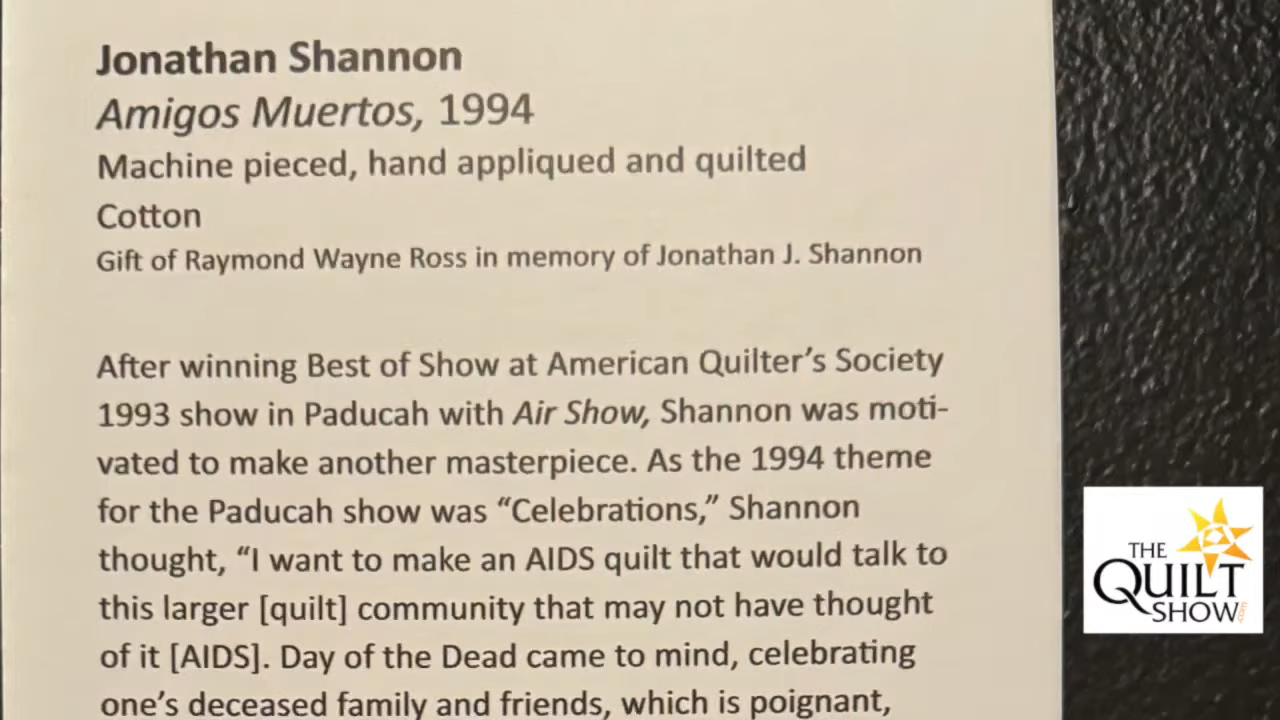 Jonathan Shannon
Amigos Muertos, 1994
Machine pieced, hand appliqued and quilted
Cotton
Gift of Raymond Wayne Ross in memory of Jonathan J. Shannon
After winning Best of Show at American Quilter’s Society
1993 show in Paducah with Air Show, Shannon was moti-
vated to make another masterpiece. As the 1994 theme
for the Paducah show was “Celebrations,” Shannon
thought, “I want to make an AIDS quilt that would talk to
this larger [quilt] community that may not have thought
of it [AIDS]. Day of the Dead came to mind, celebrating
one’s deceased family and friends, which is poignant,
THE
QUILT
SHOW.com